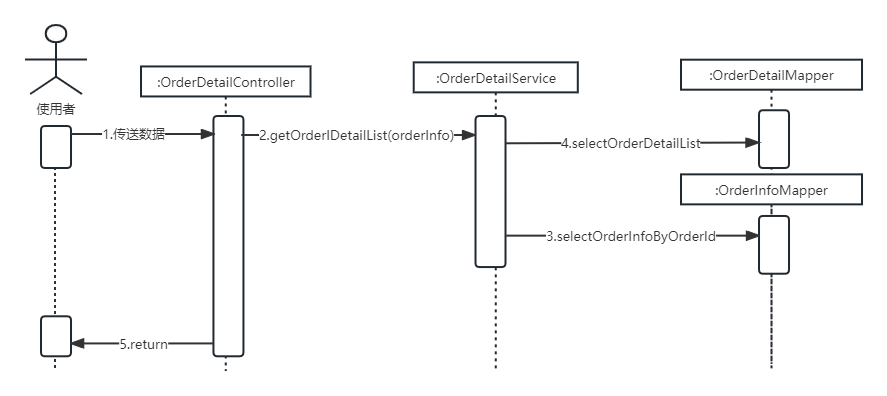 使用者
:OrderDetailController
:OrderDetailService
:OrderDetailMapper
1.传送数据
2.getOrderIDetailList(orderInfo)
4.selectOrderDetailList
:OrderInfoMapper
3.selectOrderInfoByOrderId
5.return